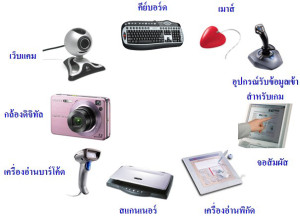 คีย์บอร์ด
เมาส์
เว็บแคม
อุปกรณ์รับข้อมูลเข้า
สำหรับเกม
กล้องดิจิทัล
จอสัมผัส
เครื่องอ่านบาร์โค้ด
สแกนเนอร์
เครื่องอ่านพิกัด